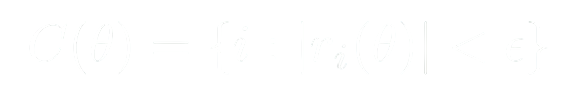 C(θ) = {i : |r_i(θ)| < ε}